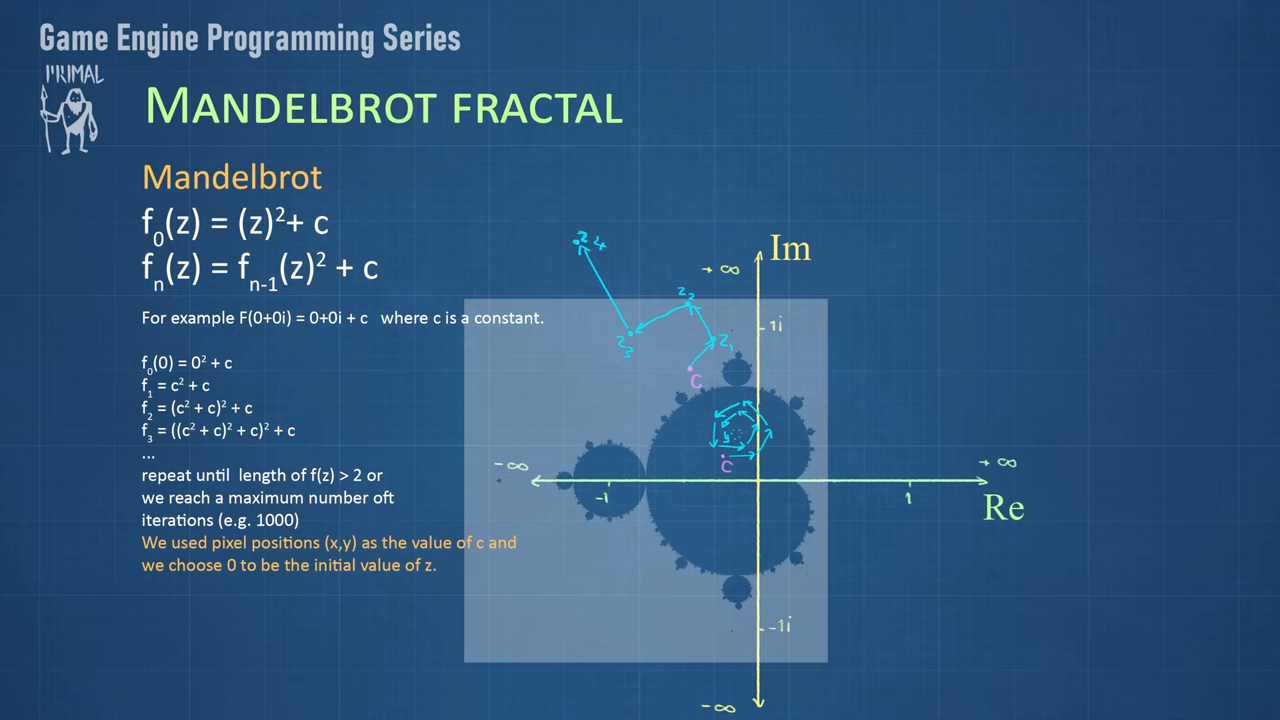 Game Engine Programming Series
PRIMAL
MANDELBROT FRACTAL
Mandelbrot
f₀(z) = (z)²+ c
fₙ(z) = fₙ₋₁(z)² + c
For example F(0+0i) = 0+0i + c where c is a constant.
f₀(0) = 0² + c
f₁ = c² + c
f₂ = (c² + c)² + c
f₃ = ((c² + c)² + c)² + c
...
repeat until length of f(z) > 2 or
we reach a maximum number oft
iterations (e.g. 1000)
We used pixel positions (x,y) as the value of c and
we choose 0 to be the initial value of z.
z4
Im
+ ∞
z2
1i
z3
z1
c
c
- ∞
+ ∞
-1
1
Re
-1i
- ∞